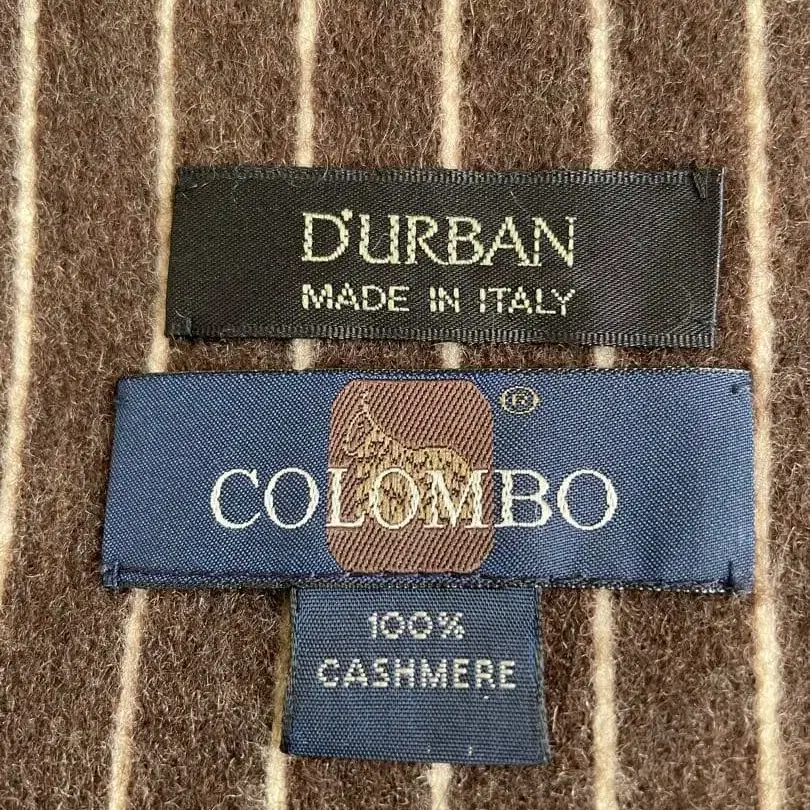 D'URBAN
MADE IN ITALY
®
COLOMBO
100%
CASHMERE